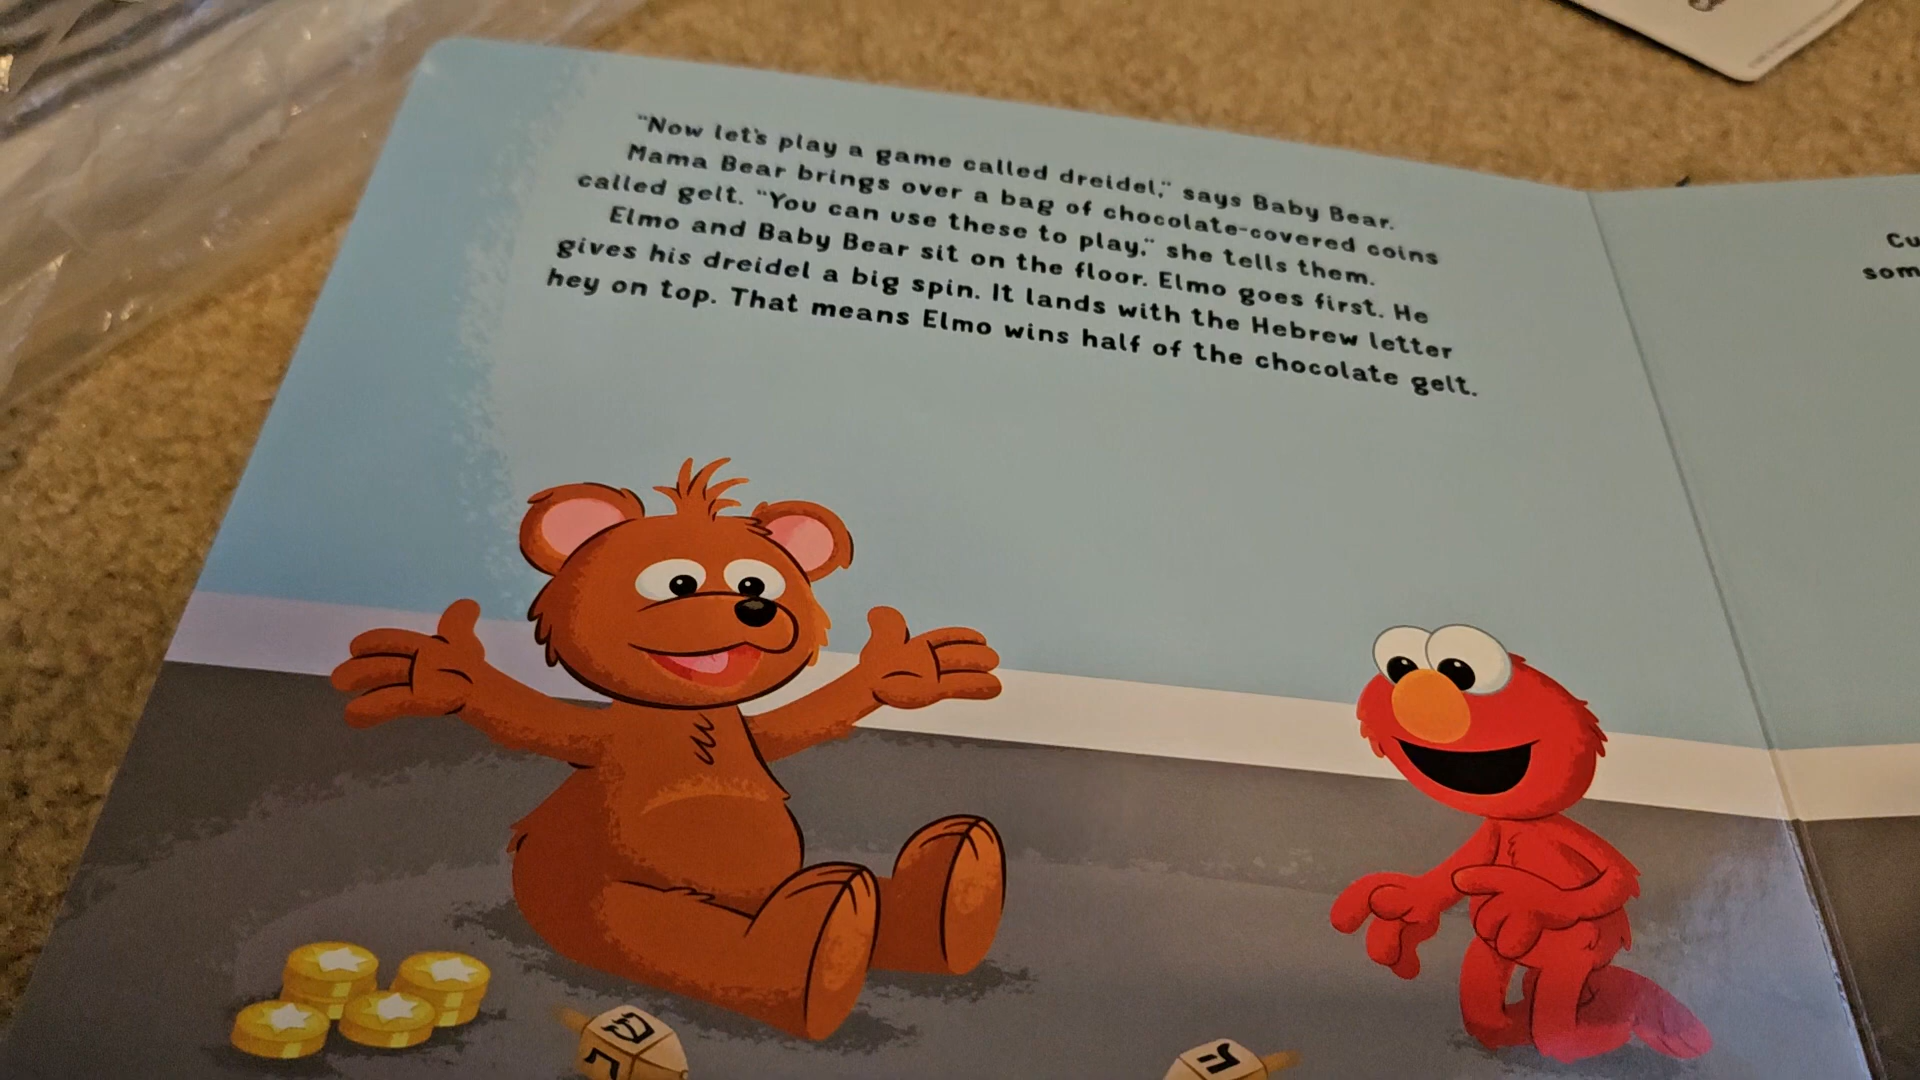 "Now let's play a game called dreidel," says Baby Bear.
Mama Bear brings over a bag of chocolate-covered coins
called gelt. "You can use these to play," she tells them.
Elmo and Baby Bear sit on the floor. Elmo goes first. He
gives his dreidel a big spin. It lands with the Hebrew letter
hey on top. That means Elmo wins half of the chocolate gelt.
Cu
som
ש
ה